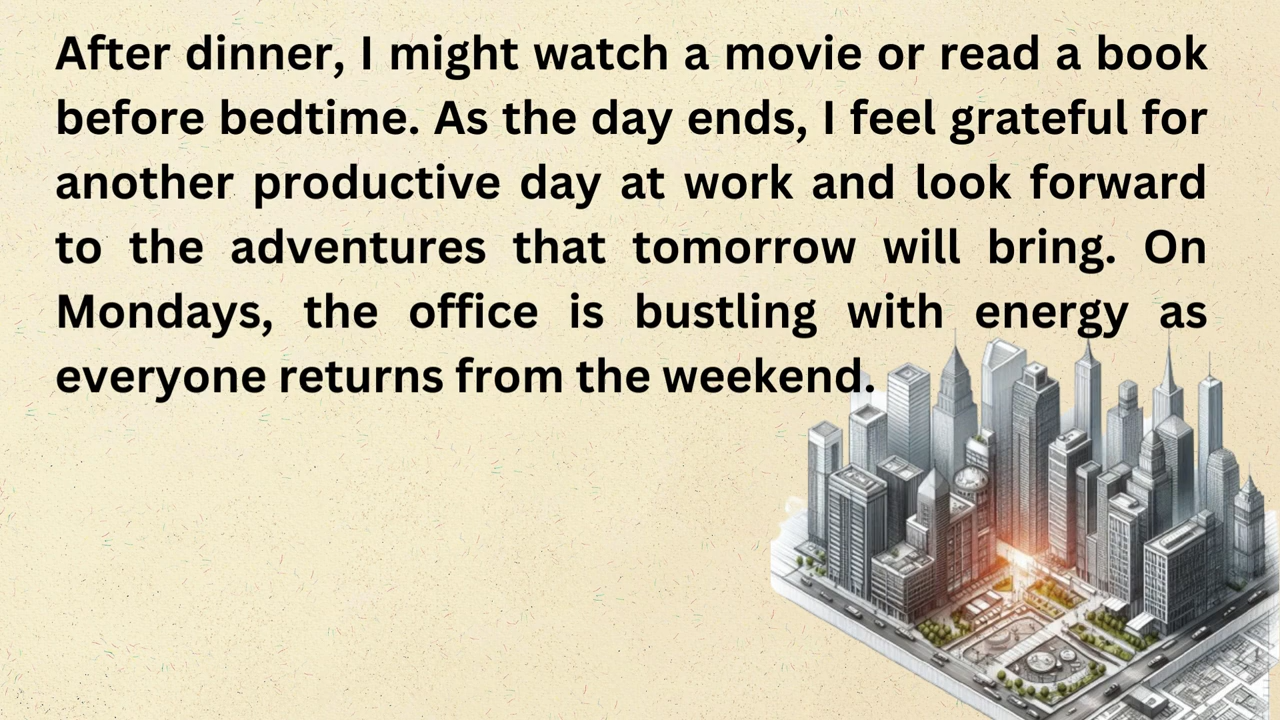 After dinner, I might watch a movie or read a book
before bedtime. As the day ends, I feel grateful for
another productive day at work and look forward
to the adventures that tomorrow will bring. On
Mondays, the office is bustling with energy as
everyone returns from the weekend.